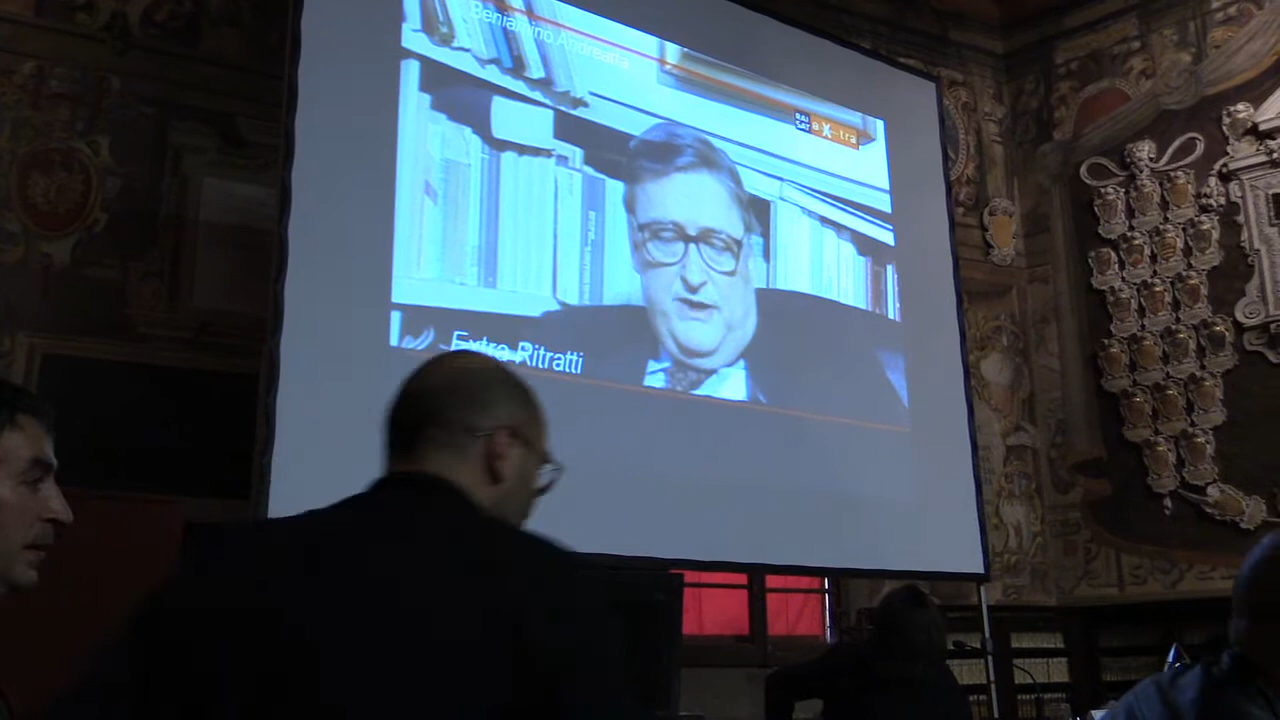 Beniamino Andreatta
RAI
SAT
eXtra
Extra Ritratti